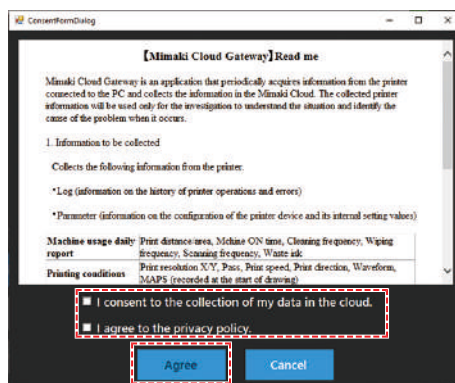 ConsentFormDialog
【Mimaki Cloud Gateway】Read me
Mimaki Cloud Gateway is an application that periodically acquires information from the printer
connected to the PC and collects the information in the Mimaki Cloud. The collected printer
information will be used only for the investigation to understand the situation and identify the
cause of the problem when it occurs.
1. Information to be collected
Collects the following information from the printer.
*Log (information on the history of printer operations and errors)
*Parameter (information on the configuration of the printer device and its internal setting values)
Machine usage daily report Print distance/area, Mchine ON time, Cleaning frequency, Wiping
frequency, Scanning frequency, Waste ink
Printing conditions Print resolution X/Y, Pass, Print speed, Print direction, Waveform,
MAPS (recorded at the start of drawing)
I consent to the collection of my data in the cloud.
I agree to the privacy policy.
Agree Cancel